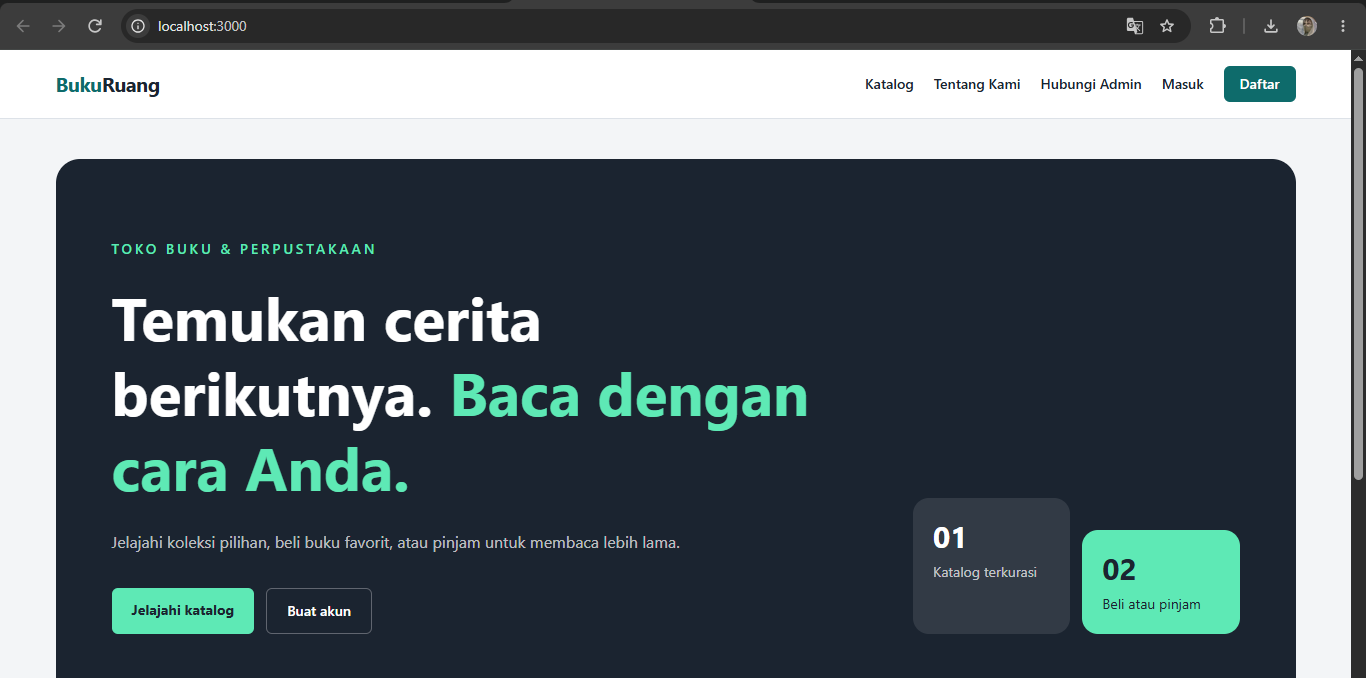 localhost:3000
BukuRuang
Katalog
Tentang Kami
Hubungi Admin
Masuk
Daftar
TOKO BUKU & PERPUSTAKAAN
Temukan cerita
berikutnya. Baca dengan
cara Anda.
Jelajahi koleksi pilihan, beli buku favorit, atau pinjam untuk membaca lebih lama.
Jelajahi katalog
Buat akun
01
Katalog terkurasi
02
Beli atau pinjam